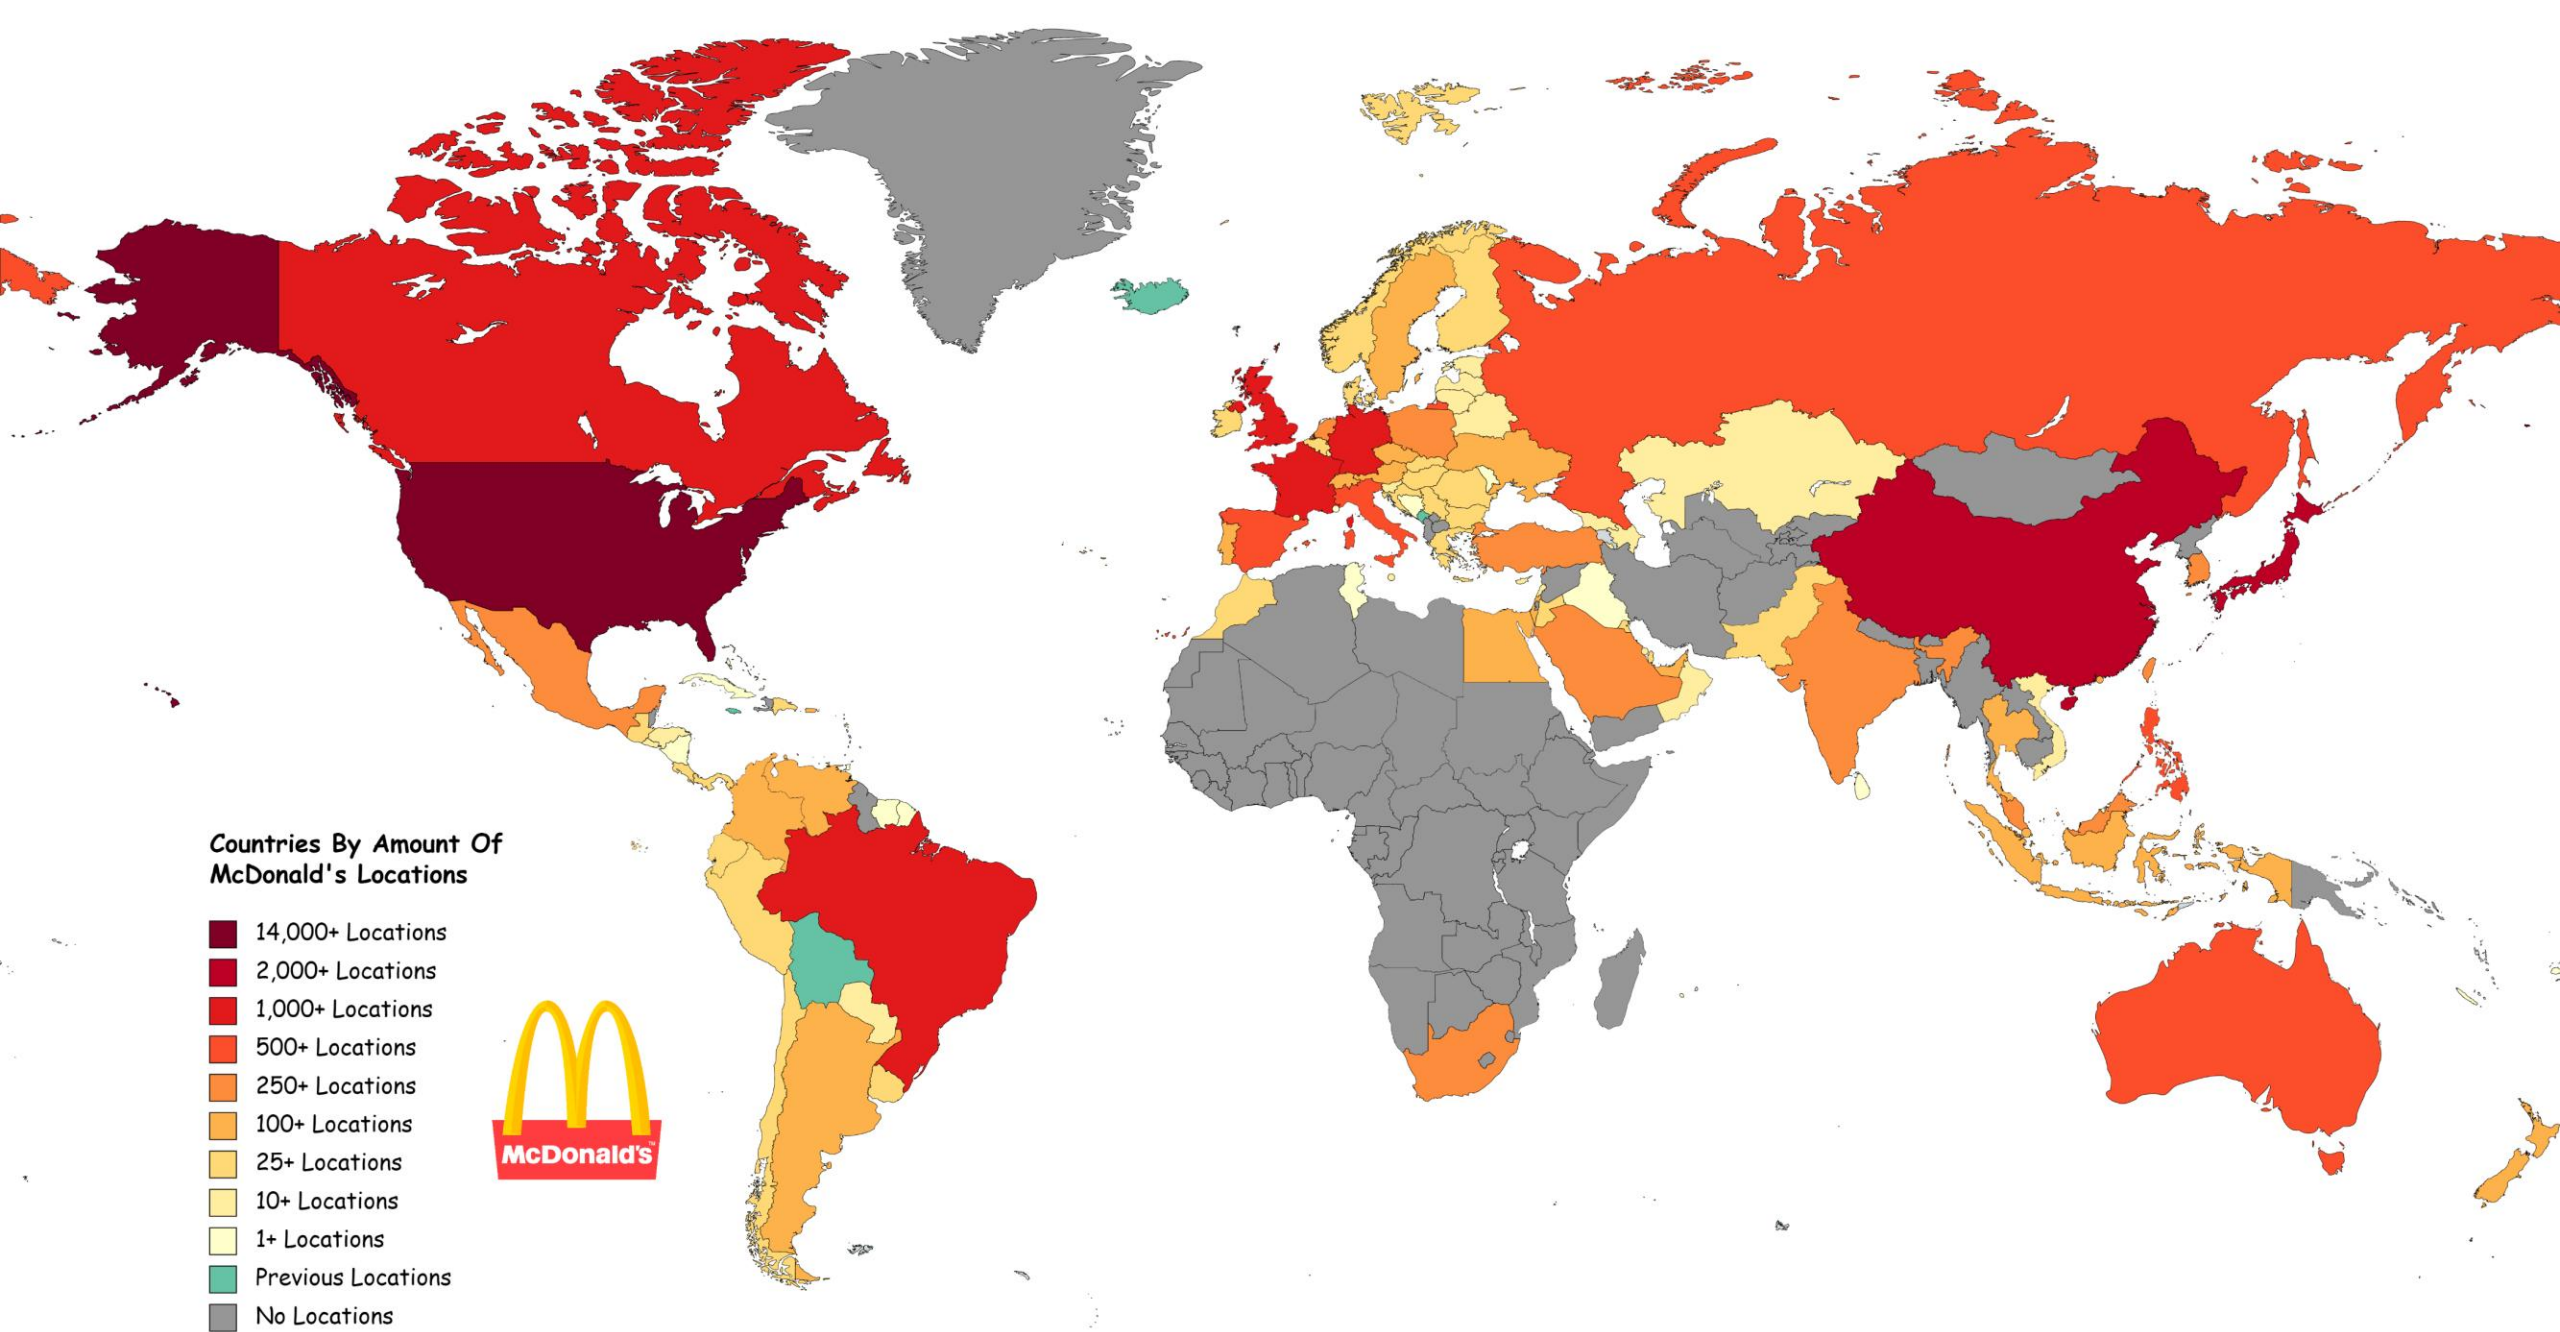 Countries By Amount Of
McDonald's Locations
14,000+ Locations
2,000+ Locations
1,000+ Locations
500+ Locations
250+ Locations
100+ Locations
25+ Locations
10+ Locations
1+ Locations
Previous Locations
No Locations
McDonald's™